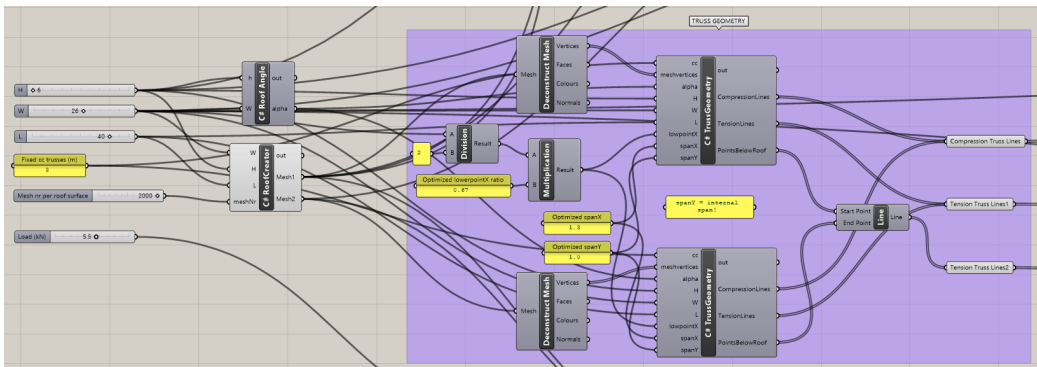 TRUSS GEOMETRY
H
6
W
26
L
40
Fixed cc trusses (m)
3
Mesh nr per roof surface
2000
Load (kN)
5.5
h
W
C# Roof Angle
out
alpha
W
H
L
meshNr
C# RoofCreator
out
Mesh1
Mesh2
Mesh
Deconstruct Mesh
Vertices
Faces
Colours
Normals
2
A
B
Division
Result
Optimized lowerpointX ratio
0.67
A
B
Multiplication
Result
Optimized spanX
1.3
Optimized spanY
1.0
Mesh
Deconstruct Mesh
Vertices
Faces
Colours
Normals
cc
meshvertices
alpha
H
W
L
lowpointX
spanX
spanY
C# TrussGeometry
out
CompressionLines
TensionLines
PointsBelowRoof
spanY = internal
span!
cc
meshvertices
alpha
H
W
L
lowpointX
spanX
spanY
C# TrussGeometry
out
CompressionLines
TensionLines
PointsBelowRoof
Start Point
End Point
Line
Line
Compression Truss Lines
Tension Truss Lines1
Tension Truss Lines2